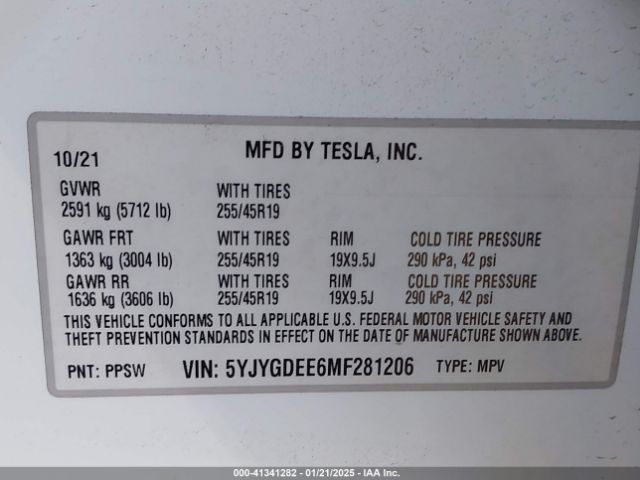 10/21 MFD BY TESLA, INC.
GVWR WITH TIRES
2591 kg (5712 lb) 255/45R19
GAWR FRT WITH TIRES RIM COLD TIRE PRESSURE
1363 kg (3004 lb) 255/45R19 19X9.5J 290 kPa, 42 psi
GAWR RR WITH TIRES RIM COLD TIRE PRESSURE
1636 kg (3606 lb) 255/45R19 19X9.5J 290 kPa, 42 psi
THIS VEHICLE CONFORMS TO ALL APPLICABLE U.S. FEDERAL MOTOR VEHICLE SAFETY AND
THEFT PREVENTION STANDARDS IN EFFECT ON THE DATE OF MANUFACTURE SHOWN ABOVE.
PNT: PPSW VIN: 5YJYGDEE6MF281206 TYPE: MPV
000-41341282 - 01/21/2025 - IAA Inc.